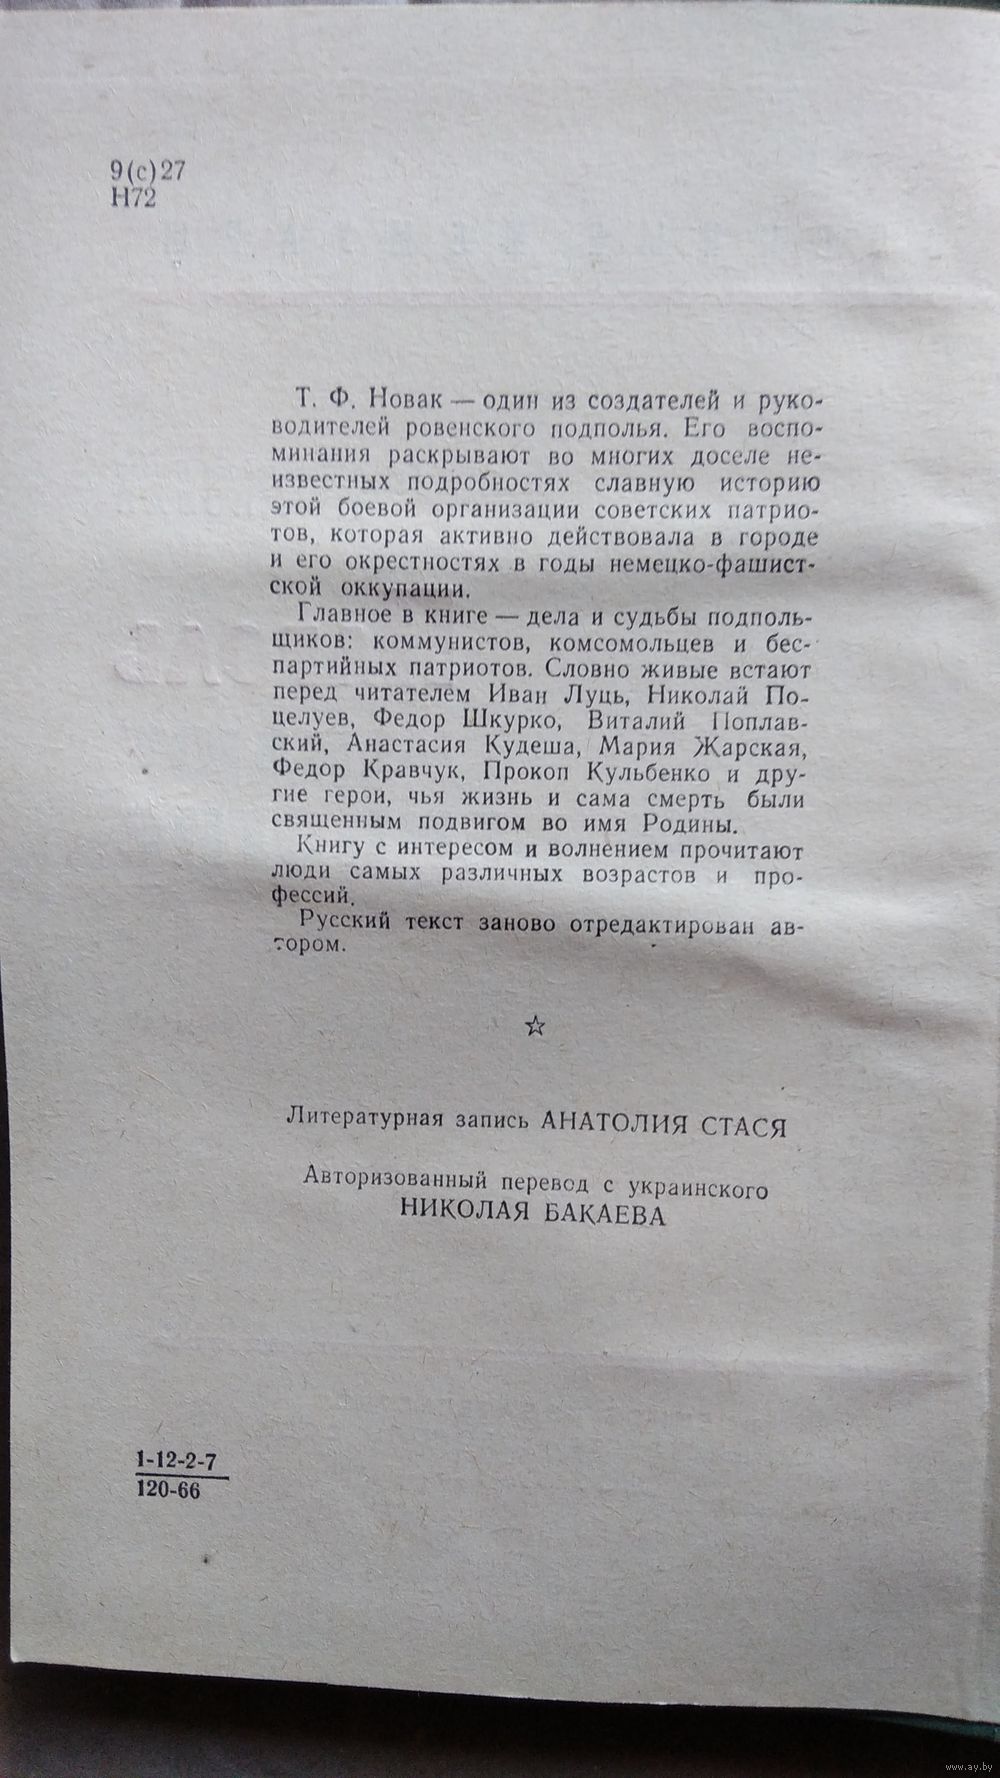 9(с)27
Н72
Т. Ф. Новак — один из создателей и руко-
водителей ровенского подполья. Его воспо-
минания раскрывают во многих доселе не-
известных подробностях славную историю
этой боевой организации советских патрио-
тов, которая активно действовала в городе
и его окрестностях в годы немецко-фашист-
ской оккупации.
Главное в книге — дела и судьбы подполь-
щиков: коммунистов, комсомольцев и бес-
партийных патриотов. Словно живые встают
перед читателем Иван Луць, Николай По-
целуев, Федор Шкурко, Виталий Поплав-
ский, Анастасия Кудеша, Мария Жарская,
Федор Кравчук, Прокоп Кульбенко и дру-
гие герои, чья жизнь и сама смерть были
священным подвигом во имя Родины.
Книгу с интересом и волнением прочитают
люди самых различных возрастов и про-
фессий.
Русский текст заново отредактирован ав-
тором.
☆
Литературная запись АНАТОЛИЯ СТАСЯ
Авторизованный перевод с украинского
НИКОЛАЯ БАКАЕВА
1-12-2-7
120-66
www.ay.by